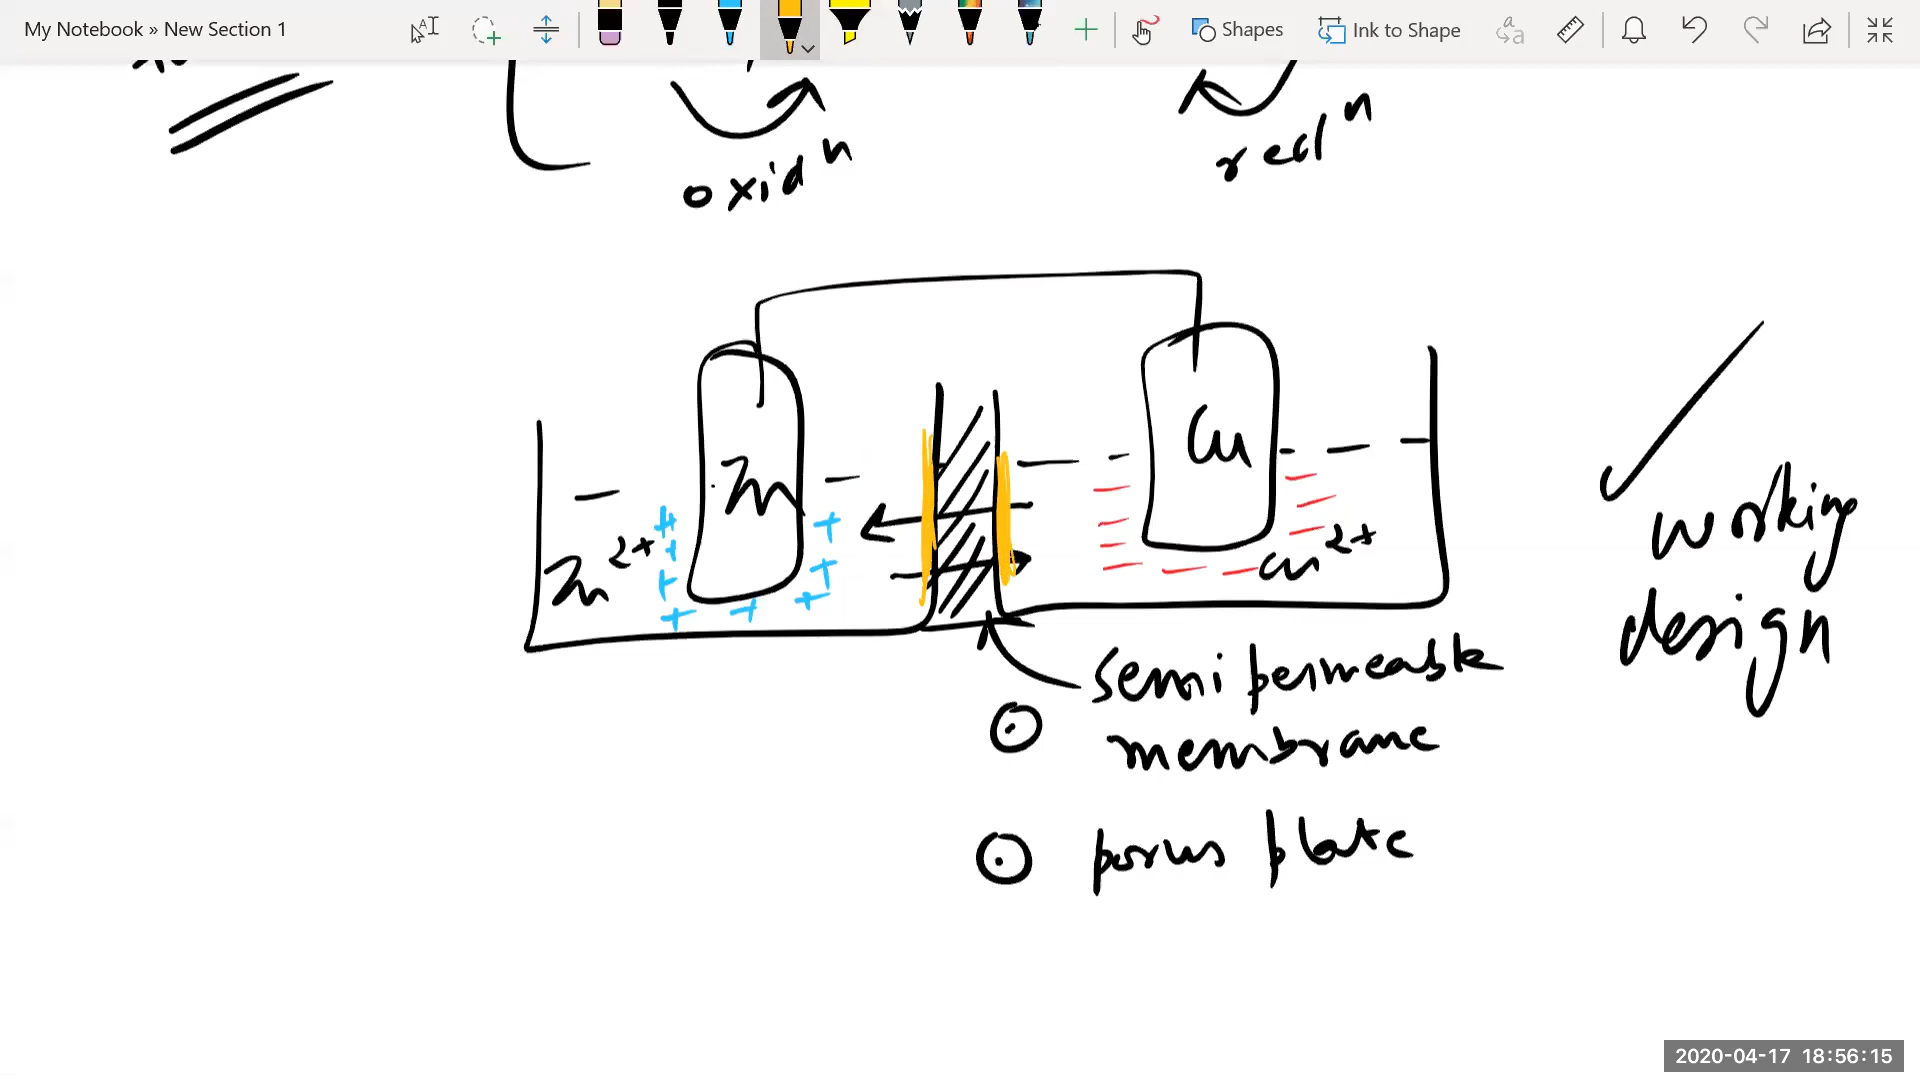 My Notebook » New Section 1
Shapes
Ink to Shape
oxidⁿ
redⁿ
Zn
Cu
Zn²⁺
Cu²⁺
working
design
semi permeable
membrane
porus plate
2020-04-17 18:56:15